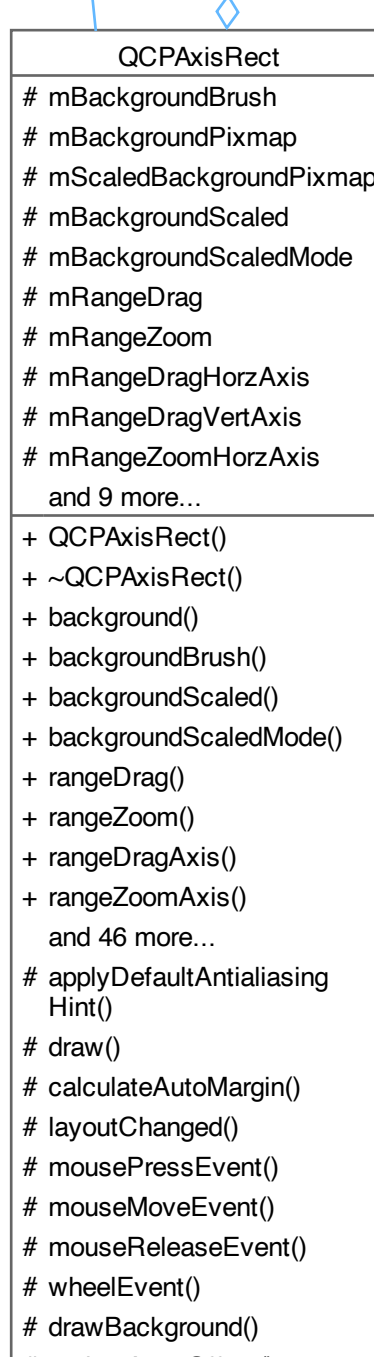 QCPAxisRect
# mBackgroundBrush
# mBackgroundPixmap
# mScaledBackgroundPixmap
# mBackgroundScaled
# mBackgroundScaledMode
# mRangeDrag
# mRangeZoom
# mRangeDragHorzAxis
# mRangeDragVertAxis
# mRangeZoomHorzAxis
and 9 more...
+ QCPAxisRect()
+ ~QCPAxisRect()
+ background()
+ backgroundBrush()
+ backgroundScaled()
+ backgroundScaledMode()
+ rangeDrag()
+ rangeZoom()
+ rangeDragAxis()
+ rangeZoomAxis()
and 46 more...
# applyDefaultAntialiasing
Hint()
# draw()
# calculateAutoMargin()
# layoutChanged()
# mousePressEvent()
# mouseMoveEvent()
# mouseReleaseEvent()
# wheelEvent()
# drawBackground()